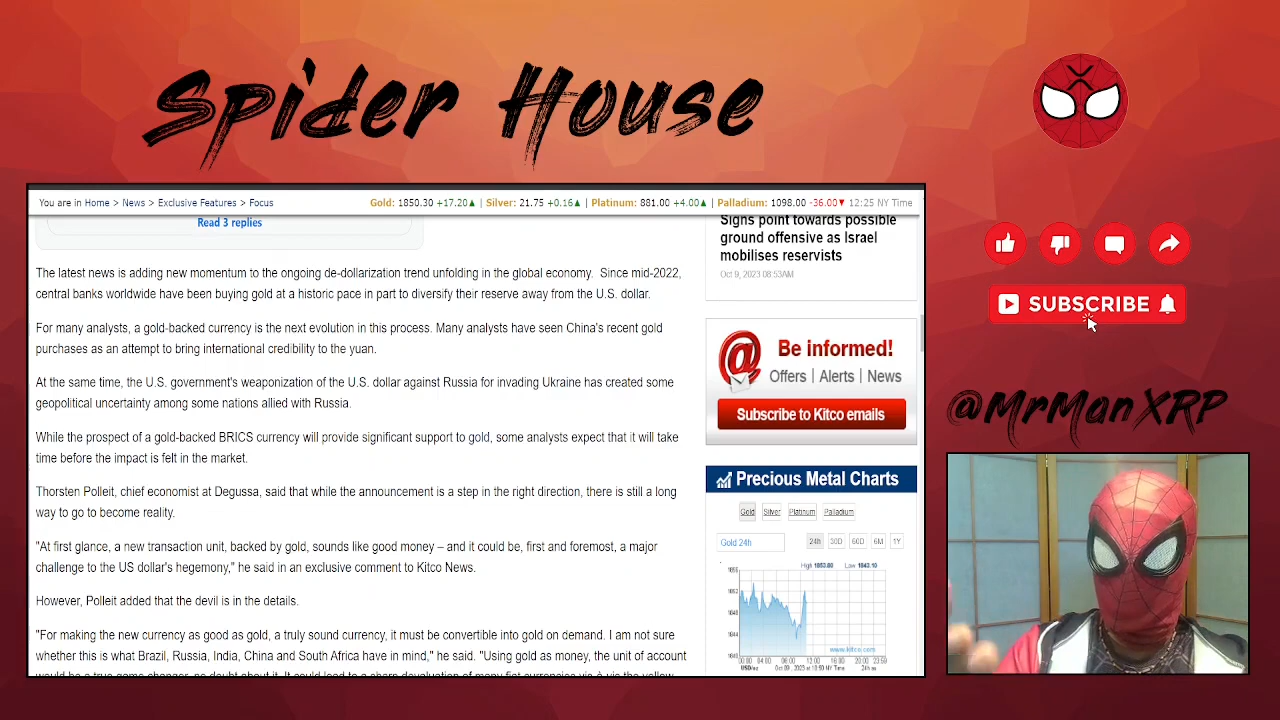 Spider House
You are in Home > News > Exclusive Features > Focus
Gold: 1850.30 +17.20▲ | Silver: 21.75 +0.16▲ | Platinum: 881.00 +4.00▲ | Palladium: 1098.00 -36.00▼ 12:25 NY Time
Read 3 replies
The latest news is adding new momentum to the ongoing de-dollarization trend unfolding in the global economy. Since mid-2022,
central banks worldwide have been buying gold at a historic pace in part to diversify their reserve away from the U.S. dollar.
For many analysts, a gold-backed currency is the next evolution in this process. Many analysts have seen China's recent gold
purchases as an attempt to bring international credibility to the yuan.
At the same time, the U.S. government's weaponization of the U.S. dollar against Russia for invading Ukraine has created some
geopolitical uncertainty among some nations allied with Russia.
While the prospect of a gold-backed BRICS currency will provide significant support to gold, some analysts expect that it will take
time before the impact is felt in the market.
Thorsten Polleit, chief economist at Degussa, said that while the announcement is a step in the right direction, there is still a long
way to go to become reality.
"At first glance, a new transaction unit, backed by gold, sounds like good money – and it could be, first and foremost, a major
challenge to the US dollar's hegemony," he said in an exclusive comment to Kitco News.
However, Polleit added that the devil is in the details.
"For making the new currency as good as gold, a truly sound currency, it must be convertible into gold on demand. I am not sure
whether this is what Brazil, Russia, India, China and South Africa have in mind," he said. "Using gold as money, the unit of account
Signs point towards possible
ground offensive as Israel
mobilises reservists
Oct 9, 2023 08:53AM
Be informed!
Offers | Alerts | News
Subscribe to Kitco emails
Precious Metal Charts
Gold Silver Platinum Palladium
Gold 24h
24h 30D 60D 6M 1Y
High 1853.80 Low 1843.10
www.kitco.com
SUBSCRIBE
@MrManXRP